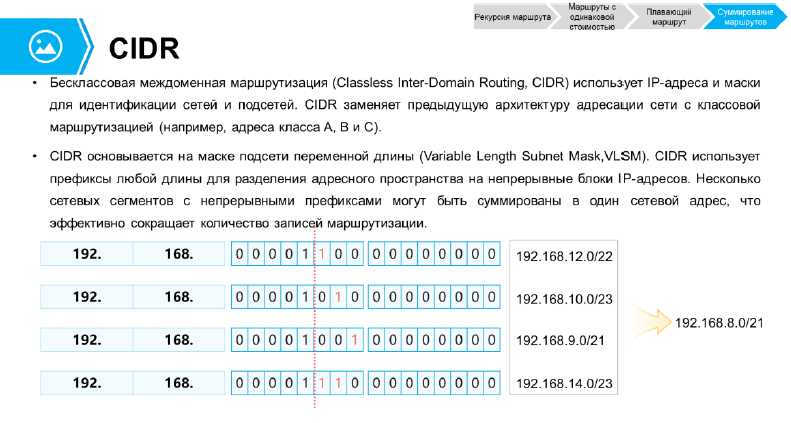 Рекурсия маршрута
Маршруты с
одинаковой
стоимостью
Плавающий
маршрут
Суммирование
маршрутов
CIDR
• Бесклассовая междоменная маршрутизация (Classless Inter-Domain Routing, CIDR) использует IP-адреса и маски
для идентификации сетей и подсетей. CIDR заменяет предыдущую архитектуру адресации сети с классовой
маршрутизацией (например, адреса класса A, B и C).
• CIDR основывается на маске подсети переменной длины (Variable Length Subnet Mask,VLSM). CIDR использует
префиксы любой длины для разделения адресного пространства на непрерывные блоки IP-адресов. Несколько
сетевых сегментов с непрерывными префиксами могут быть суммированы в один сетевой адрес, что
эффективно сокращает количество записей маршрутизации.
192. 168. 0 0 0 0 1 1 0 0 0 0 0 0 0 0 0 0 192.168.12.0/22
192. 168. 0 0 0 0 1 0 1 0 0 0 0 0 0 0 0 0 192.168.10.0/23
192.168.8.0/21
192. 168. 0 0 0 0 1 0 0 1 0 0 0 0 0 0 0 0 192.168.9.0/21
192. 168. 0 0 0 0 1 1 1 0 0 0 0 0 0 0 0 0 192.168.14.0/23